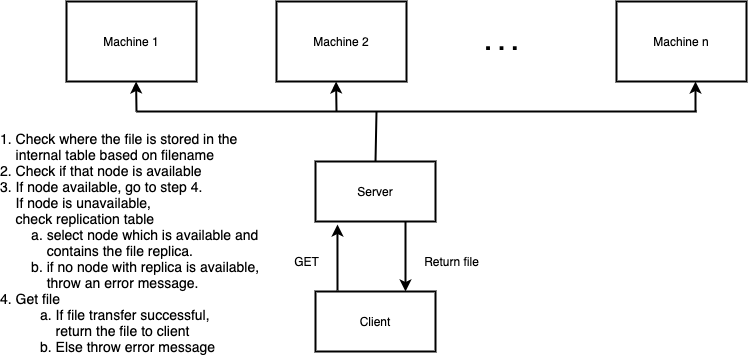 Machine 1
Machine 2
. . .
Machine n
1. Check where the file is stored in the
internal table based on filename
2. Check if that node is available
3. If node available, go to step 4.
If node is unavailable,
check replication table
a. select node which is available and
contains the file replica.
b. if no node with replica is available,
throw an error message.
4. Get file
a. If file transfer successful,
return the file to client
b. Else throw error message
Server
GET
Return file
Client